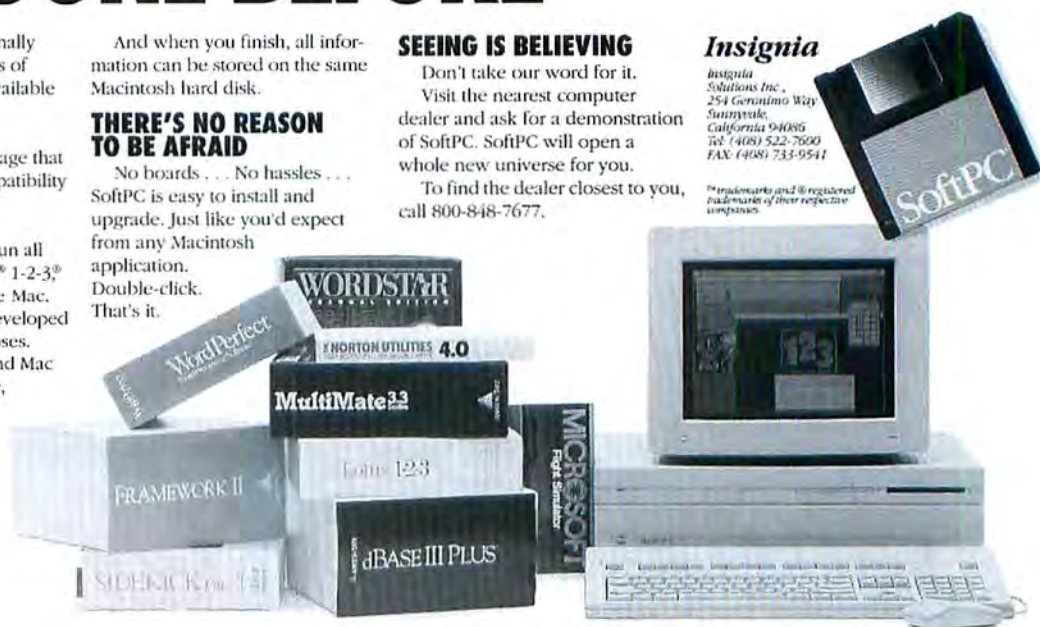 nally
s of
ailable
age that
patibility
un all
® 1-2-3,®
e Mac.
eveloped
oses.
nd Mac
And when you finish, all infor-
mation can be stored on the same
Macintosh hard disk.
THERE'S NO REASON
TO BE AFRAID
No boards . . . No hassles . . .
SoftPC is easy to install and
upgrade. Just like you'd expect
from any Macintosh
application.
Double-click.
That's it.
SEEING IS BELIEVING
Don't take our word for it.
Visit the nearest computer
dealer and ask for a demonstration
of SoftPC. SoftPC will open a
whole new universe for you.
To find the dealer closest to you,
call 800-848-7677.
Insignia
Insignia
Solutions Inc.,
254 Geronimo Way
Sunnyvale,
California 94086
Tel: (408) 522-7600
FAX: (408) 733-9541
™ trademarks and ® registered
trademarks of their respective
companies.
SoftPC
WORDSTAR
WordPerfect
NORTON UTILITIES 4.0
MultiMate 3.3
Lotus 1-2-3
MICROSOFT
Flight Simulator
FRAMEWORK II
dBASE III PLUS
SIDEKICK
123